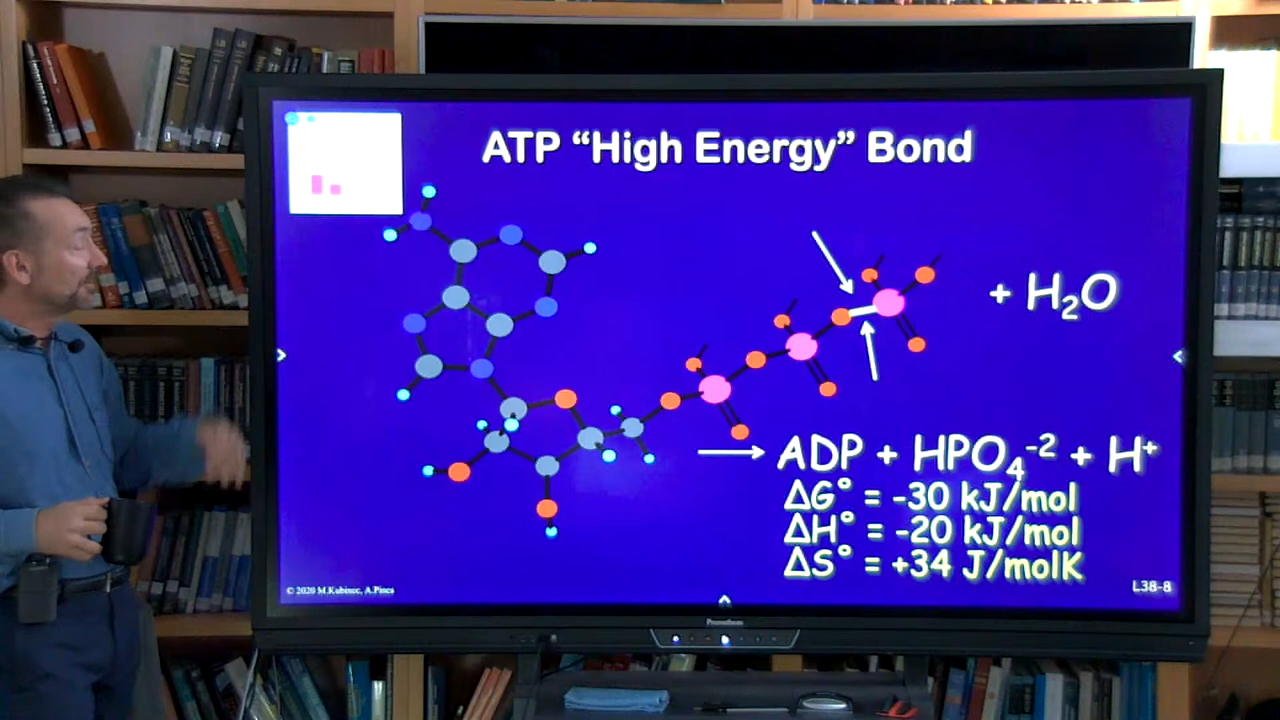 ATP “High Energy” Bond
+ H₂O
→ ADP + HPO₄⁻² + H⁺
ΔG° = -30 kJ/mol
ΔH° = -20 kJ/mol
ΔS° = +34 J/molK
© 2020 M.Kubinec, A.Pines
L38-8
Promethean